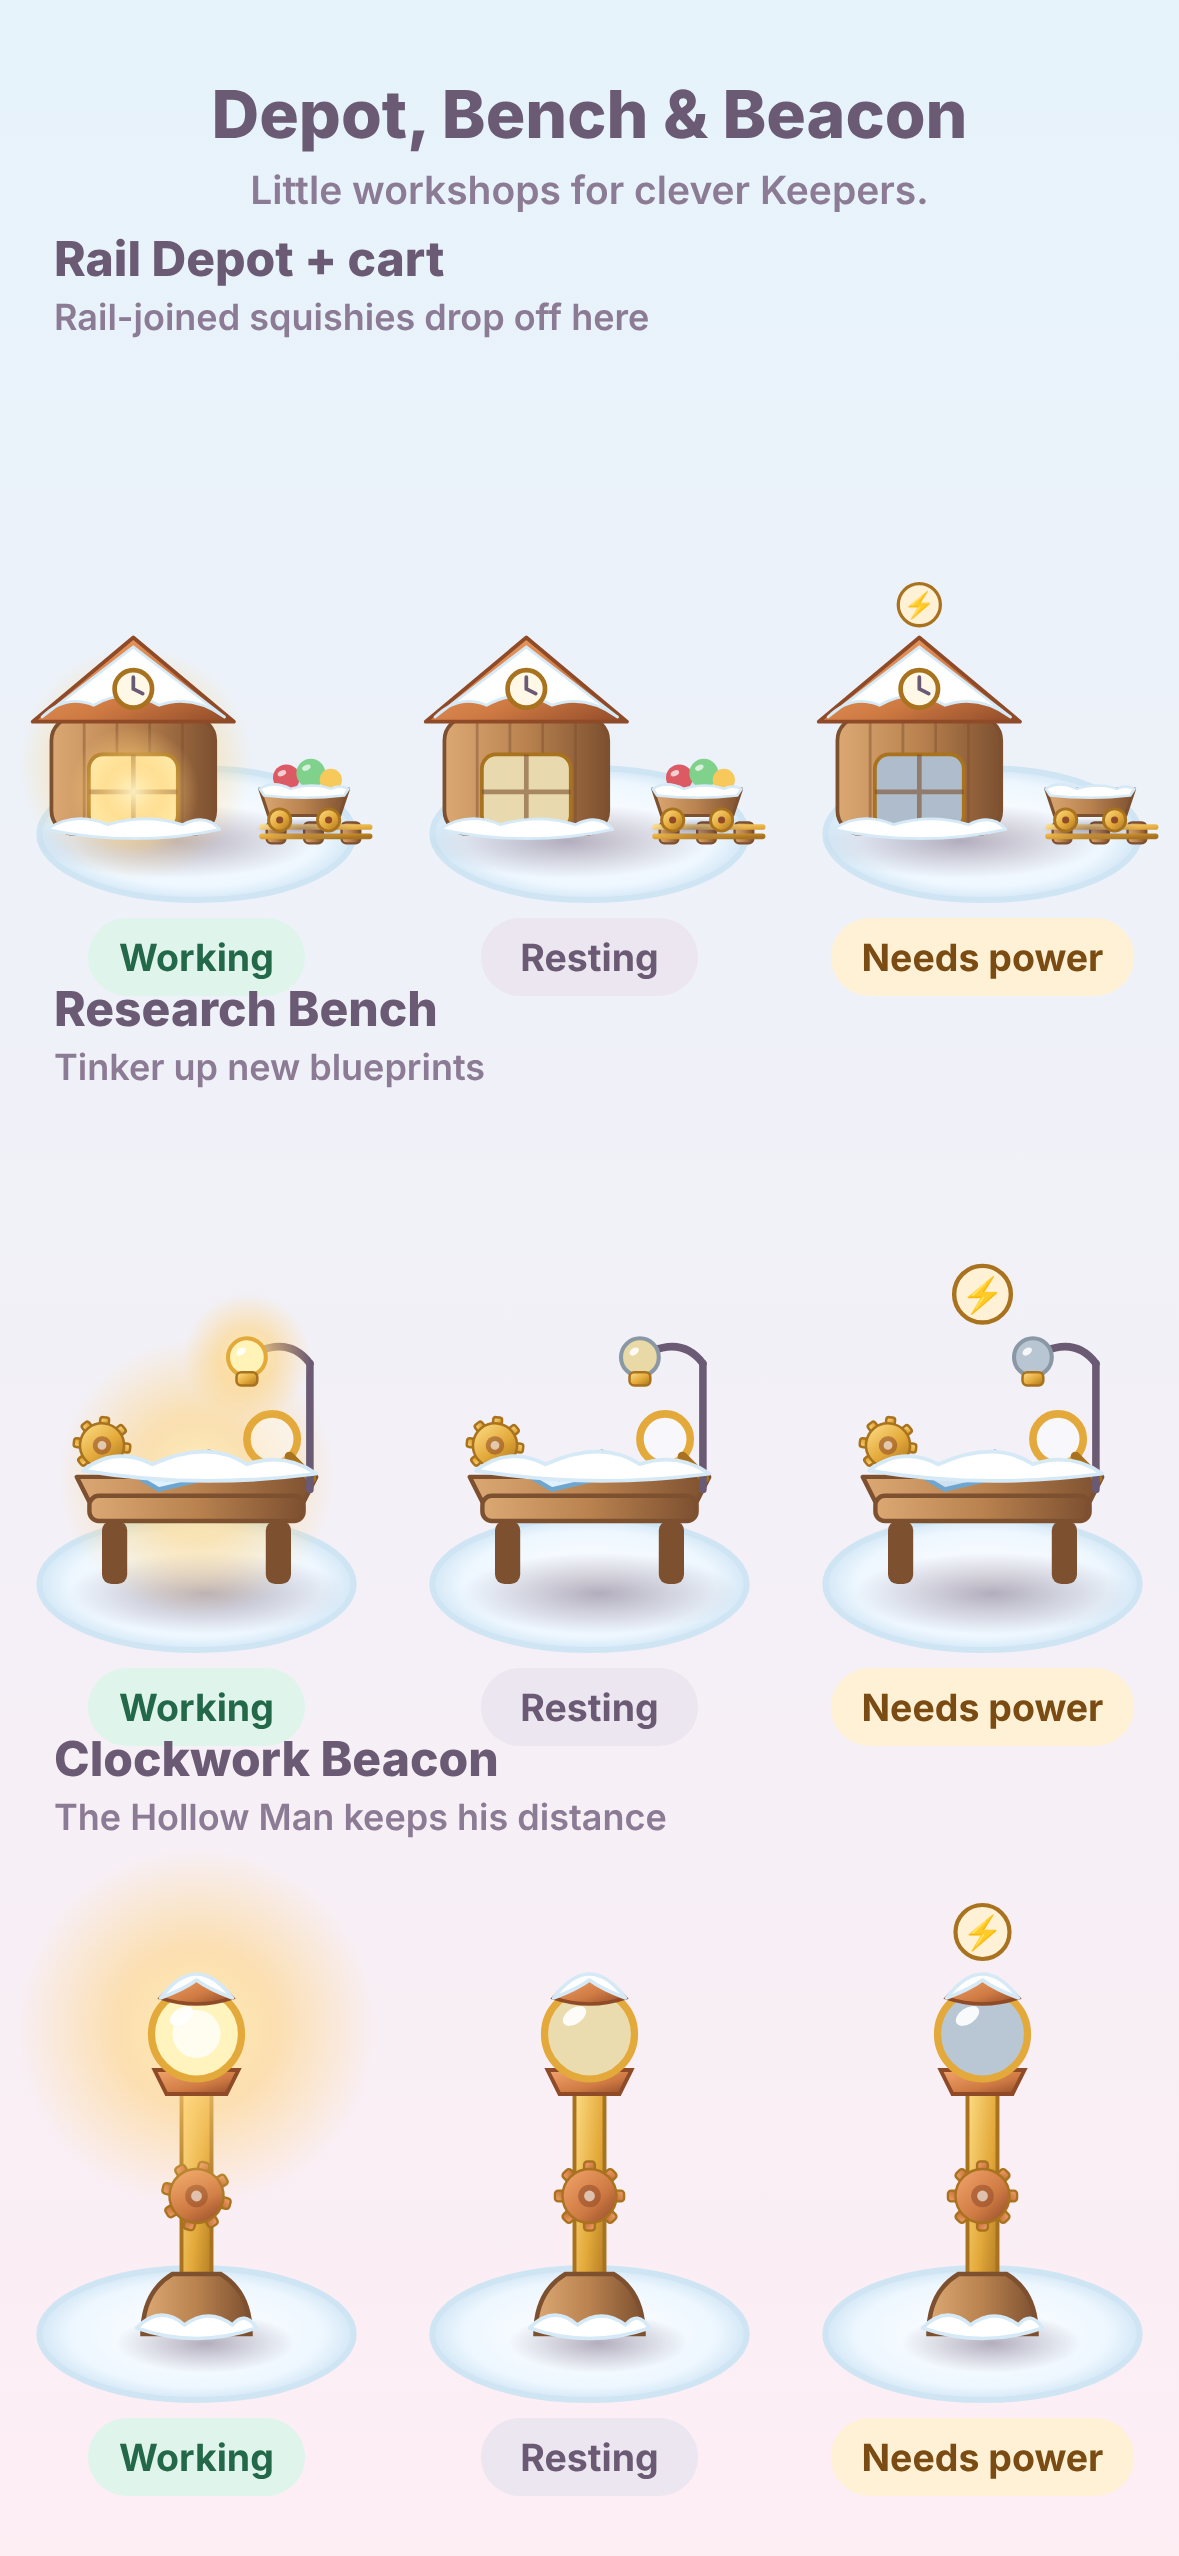 Depot, Bench & Beacon
Little workshops for clever Keepers.
Rail Depot + cart
Rail-joined squishies drop off here
Working
Resting
Needs power
Research Bench
Tinker up new blueprints
Working
Resting
Needs power
Clockwork Beacon
The Hollow Man keeps his distance
Working
Resting
Needs power